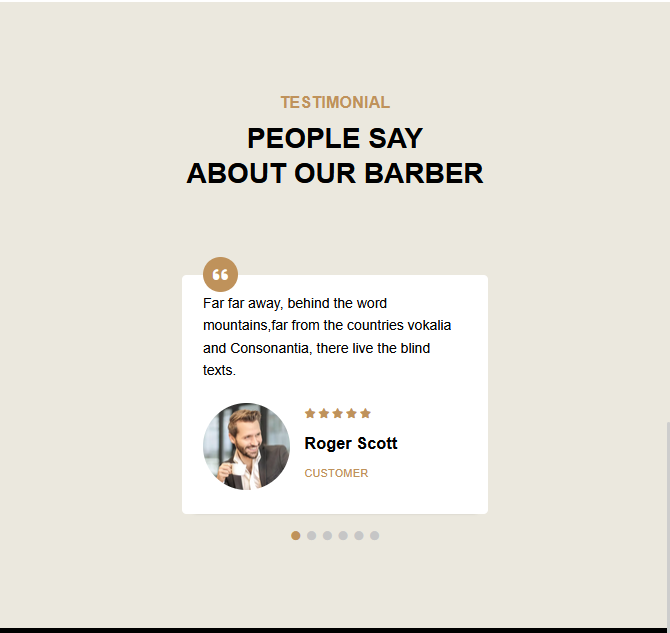 TESTIMONIAL
PEOPLE SAY
ABOUT OUR BARBER
Far far away, behind the word
mountains,far from the countries vokalia
and Consonantia, there live the blind
texts.
Roger Scott
CUSTOMER